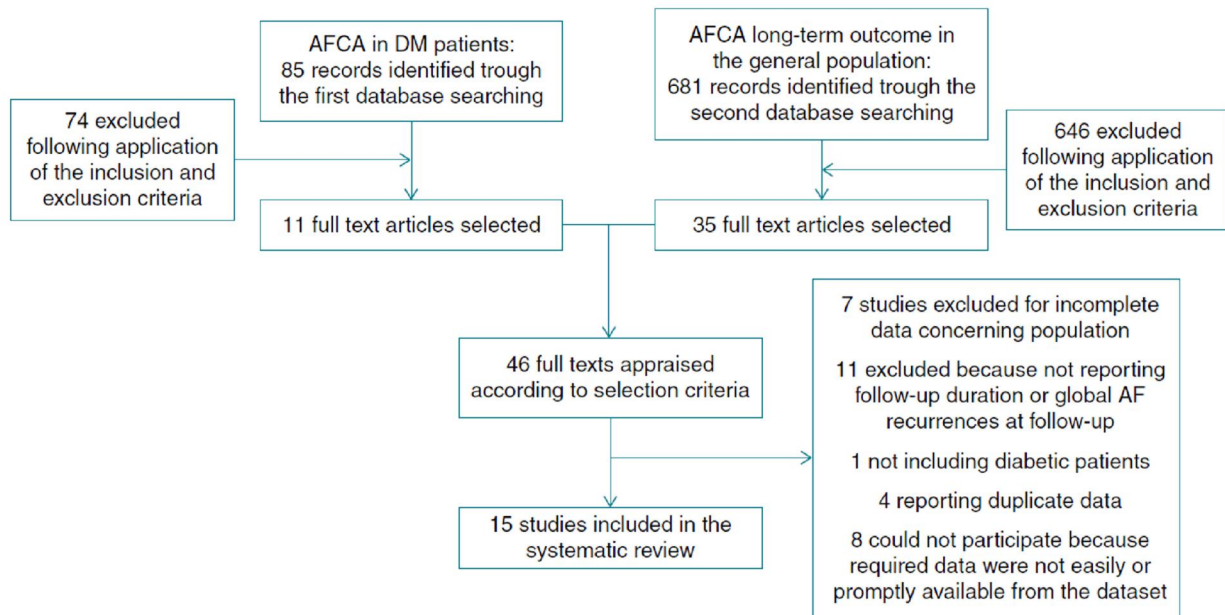 AFCA in DM patients:
85 records identified trough
the first database searching
AFCA long-term outcome in
the general population:
681 records identified trough the
second database searching
74 excluded
following application
of the inclusion and
exclusion criteria
646 excluded
following application
of the inclusion and
exclusion criteria
11 full text articles selected
35 full text articles selected
46 full texts appraised
according to selection criteria
7 studies excluded for incomplete
data concerning population
11 excluded because not reporting
follow-up duration or global AF
recurrences at follow-up
1 not including diabetic patients
4 reporting duplicate data
8 could not participate because
required data were not easily or
promptly available from the dataset
15 studies included in the
systematic review